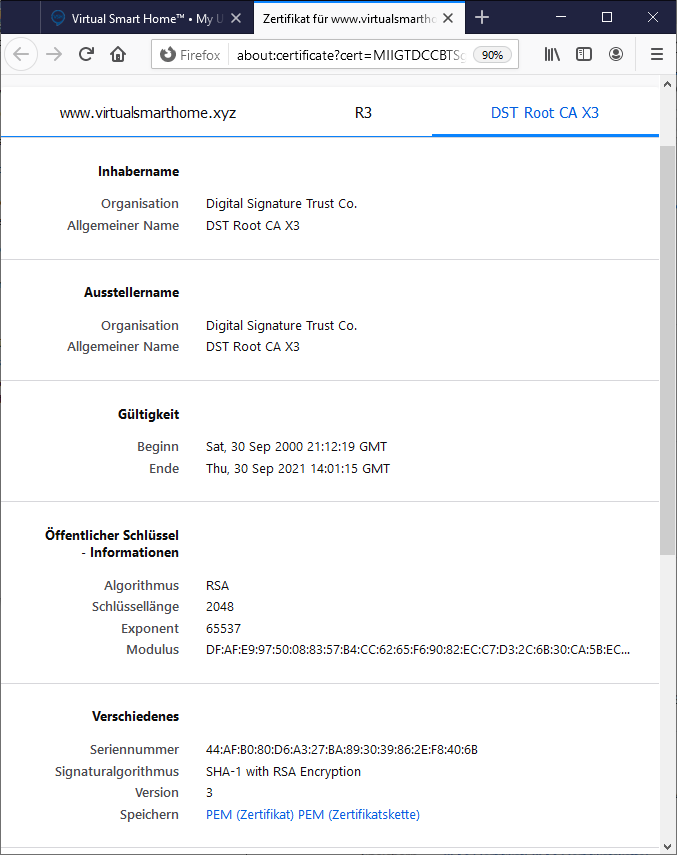 Virtual Smart Home™ • My U
Zertifikat für www.virtualsmarth
Firefox about:certificate?cert=MIIGTDCCBTSg 90%
www.virtualsmarthome.xyz R3 DST Root CA X3
Inhabername
Organisation Digital Signature Trust Co.
Allgemeiner Name DST Root CA X3
Ausstellername
Organisation Digital Signature Trust Co.
Allgemeiner Name DST Root CA X3
Gültigkeit
Beginn Sat, 30 Sep 2000 21:12:19 GMT
Ende Thu, 30 Sep 2021 14:01:15 GMT
Öffentlicher Schlüssel
- Informationen
Algorithmus RSA
Schlüssellänge 2048
Exponent 65537
Modulus DF:AF:E9:97:50:08:83:57:B4:CC:62:65:F6:90:82:EC:C7:D3:2C:6B:30:CA:5B:EC...
Verschiedenes
Seriennummer 44:AF:B0:80:D6:A3:27:BA:89:30:39:86:2E:F8:40:6B
Signaturalgorithmus SHA-1 with RSA Encryption
Version 3
Speichern PEM (Zertifikat) PEM (Zertifikatskette)